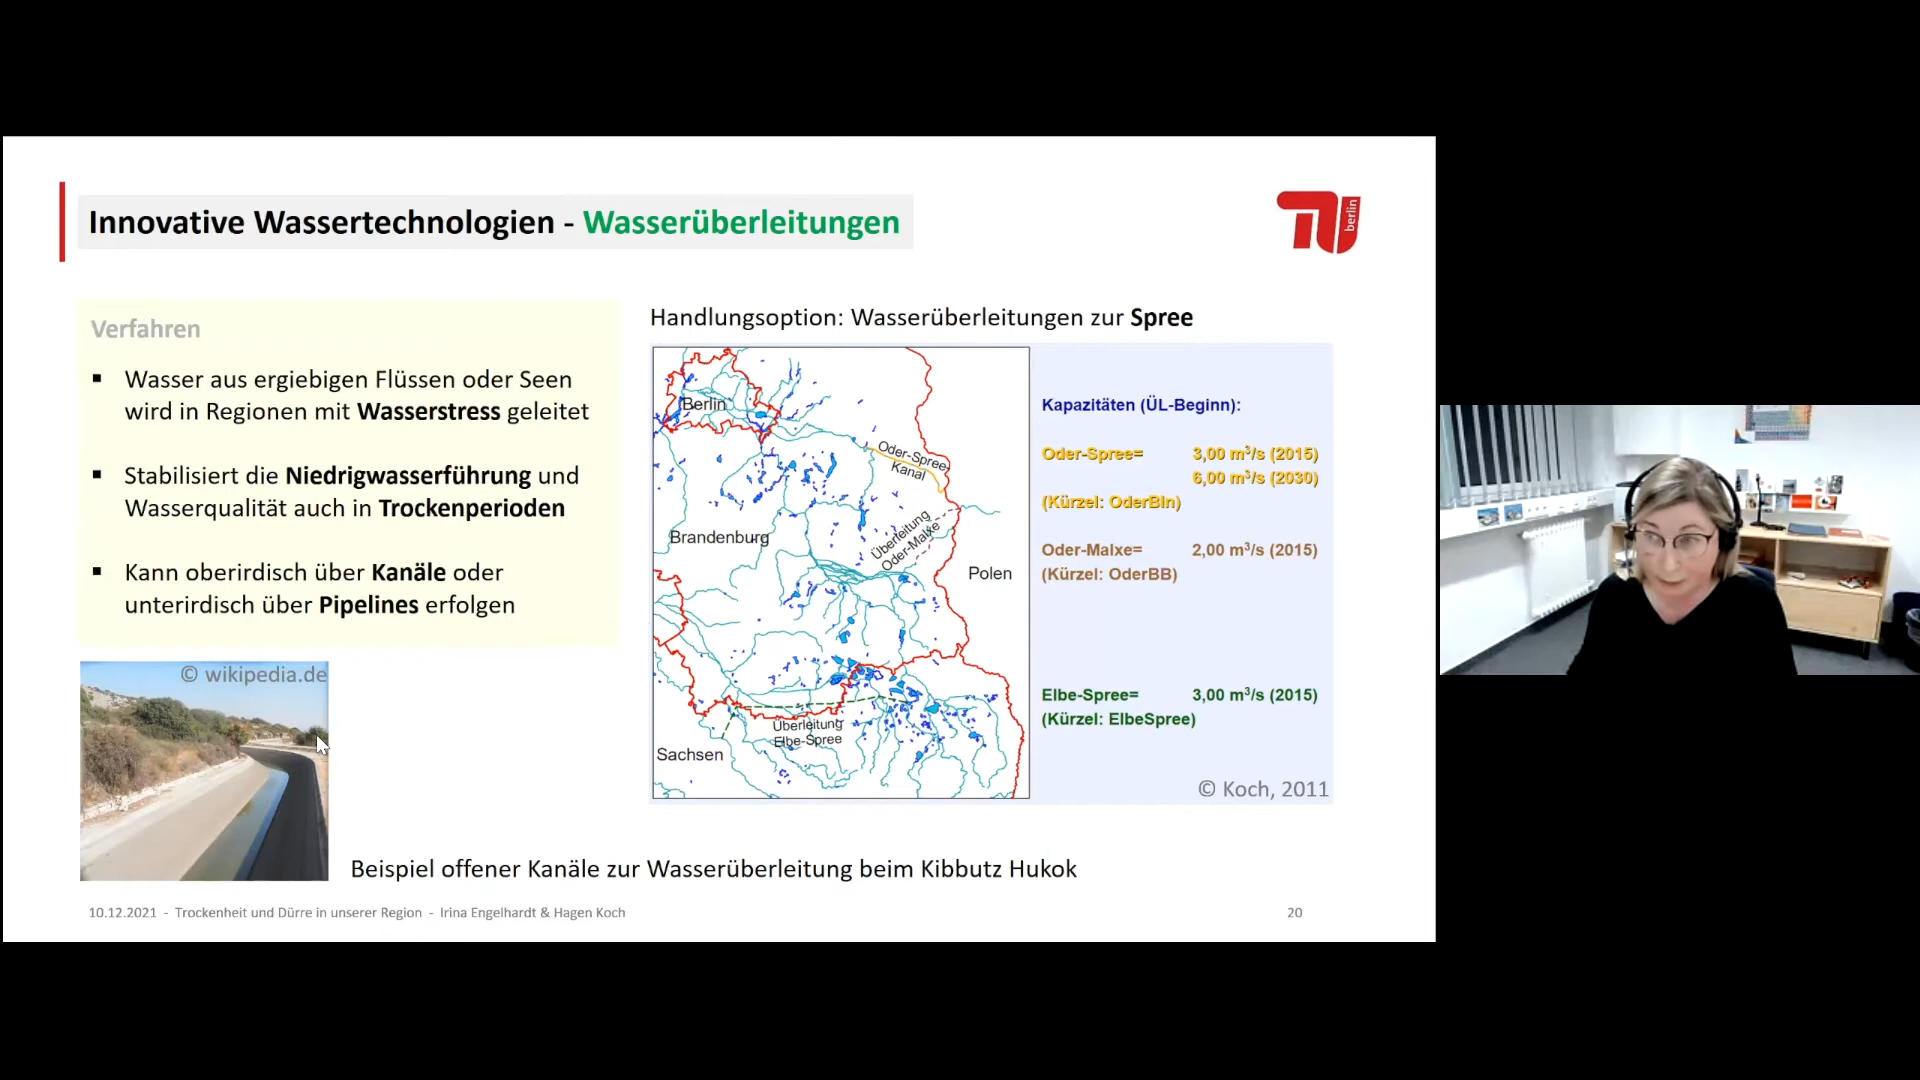 Innovative Wassertechnologien - Wasserüberleitungen
berlin
Verfahren
▪ Wasser aus ergiebigen Flüssen oder Seen
wird in Regionen mit Wasserstress geleitet
▪ Stabilisiert die Niedrigwasserführung und
Wasserqualität auch in Trockenperioden
▪ Kann oberirdisch über Kanäle oder
unterirdisch über Pipelines erfolgen
© wikipedia.de
Handlungsoption: Wasserüberleitungen zur Spree
Berlin
Oder-Spree-
Kanal
Überleitung
Oder-Malxe
Brandenburg
Polen
Überleitung
Elbe-Spree
Sachsen
Kapazitäten (ÜL-Beginn):
Oder-Spree= 3,00 m³/s (2015)
6,00 m³/s (2030)
(Kürzel: OderBln)
Oder-Malxe= 2,00 m³/s (2015)
(Kürzel: OderBB)
Elbe-Spree= 3,00 m³/s (2015)
(Kürzel: ElbeSpree)
© Koch, 2011
Beispiel offener Kanäle zur Wasserüberleitung beim Kibbutz Hukok
10.12.2021 - Trockenheit und Dürre in unserer Region - Irina Engelhardt & Hagen Koch
20